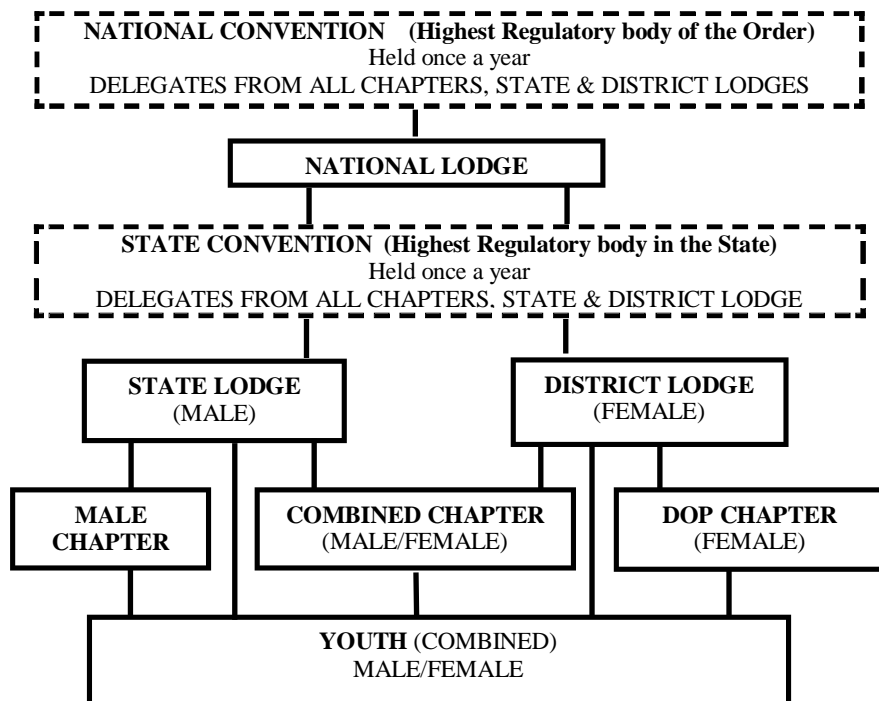 NATIONAL CONVENTION (Highest Regulatory body of the Order)
Held once a year
DELEGATES FROM ALL CHAPTERS, STATE & DISTRICT LODGES
NATIONAL LODGE
STATE CONVENTION (Highest Regulatory body in the State)
Held once a year
DELEGATES FROM ALL CHAPTERS, STATE & DISTRICT LODGE
STATE LODGE
(MALE)
DISTRICT LODGE
(FEMALE)
MALE
CHAPTER
COMBINED CHAPTER
(MALE/FEMALE)
DOP CHAPTER
(FEMALE)
YOUTH (COMBINED)
MALE/FEMALE